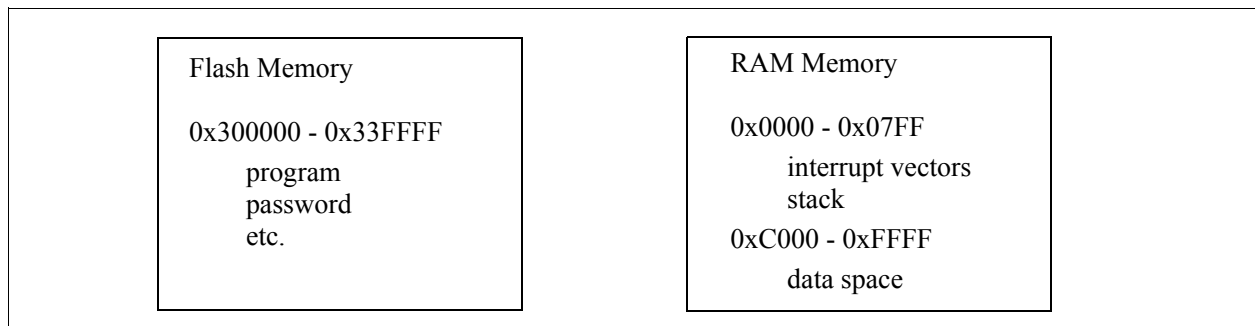 Flash Memory
0x300000 - 0x33FFFF
program
password
etc.
RAM Memory
0x0000 - 0x07FF
interrupt vectors
stack
0xC000 - 0xFFFF
data space